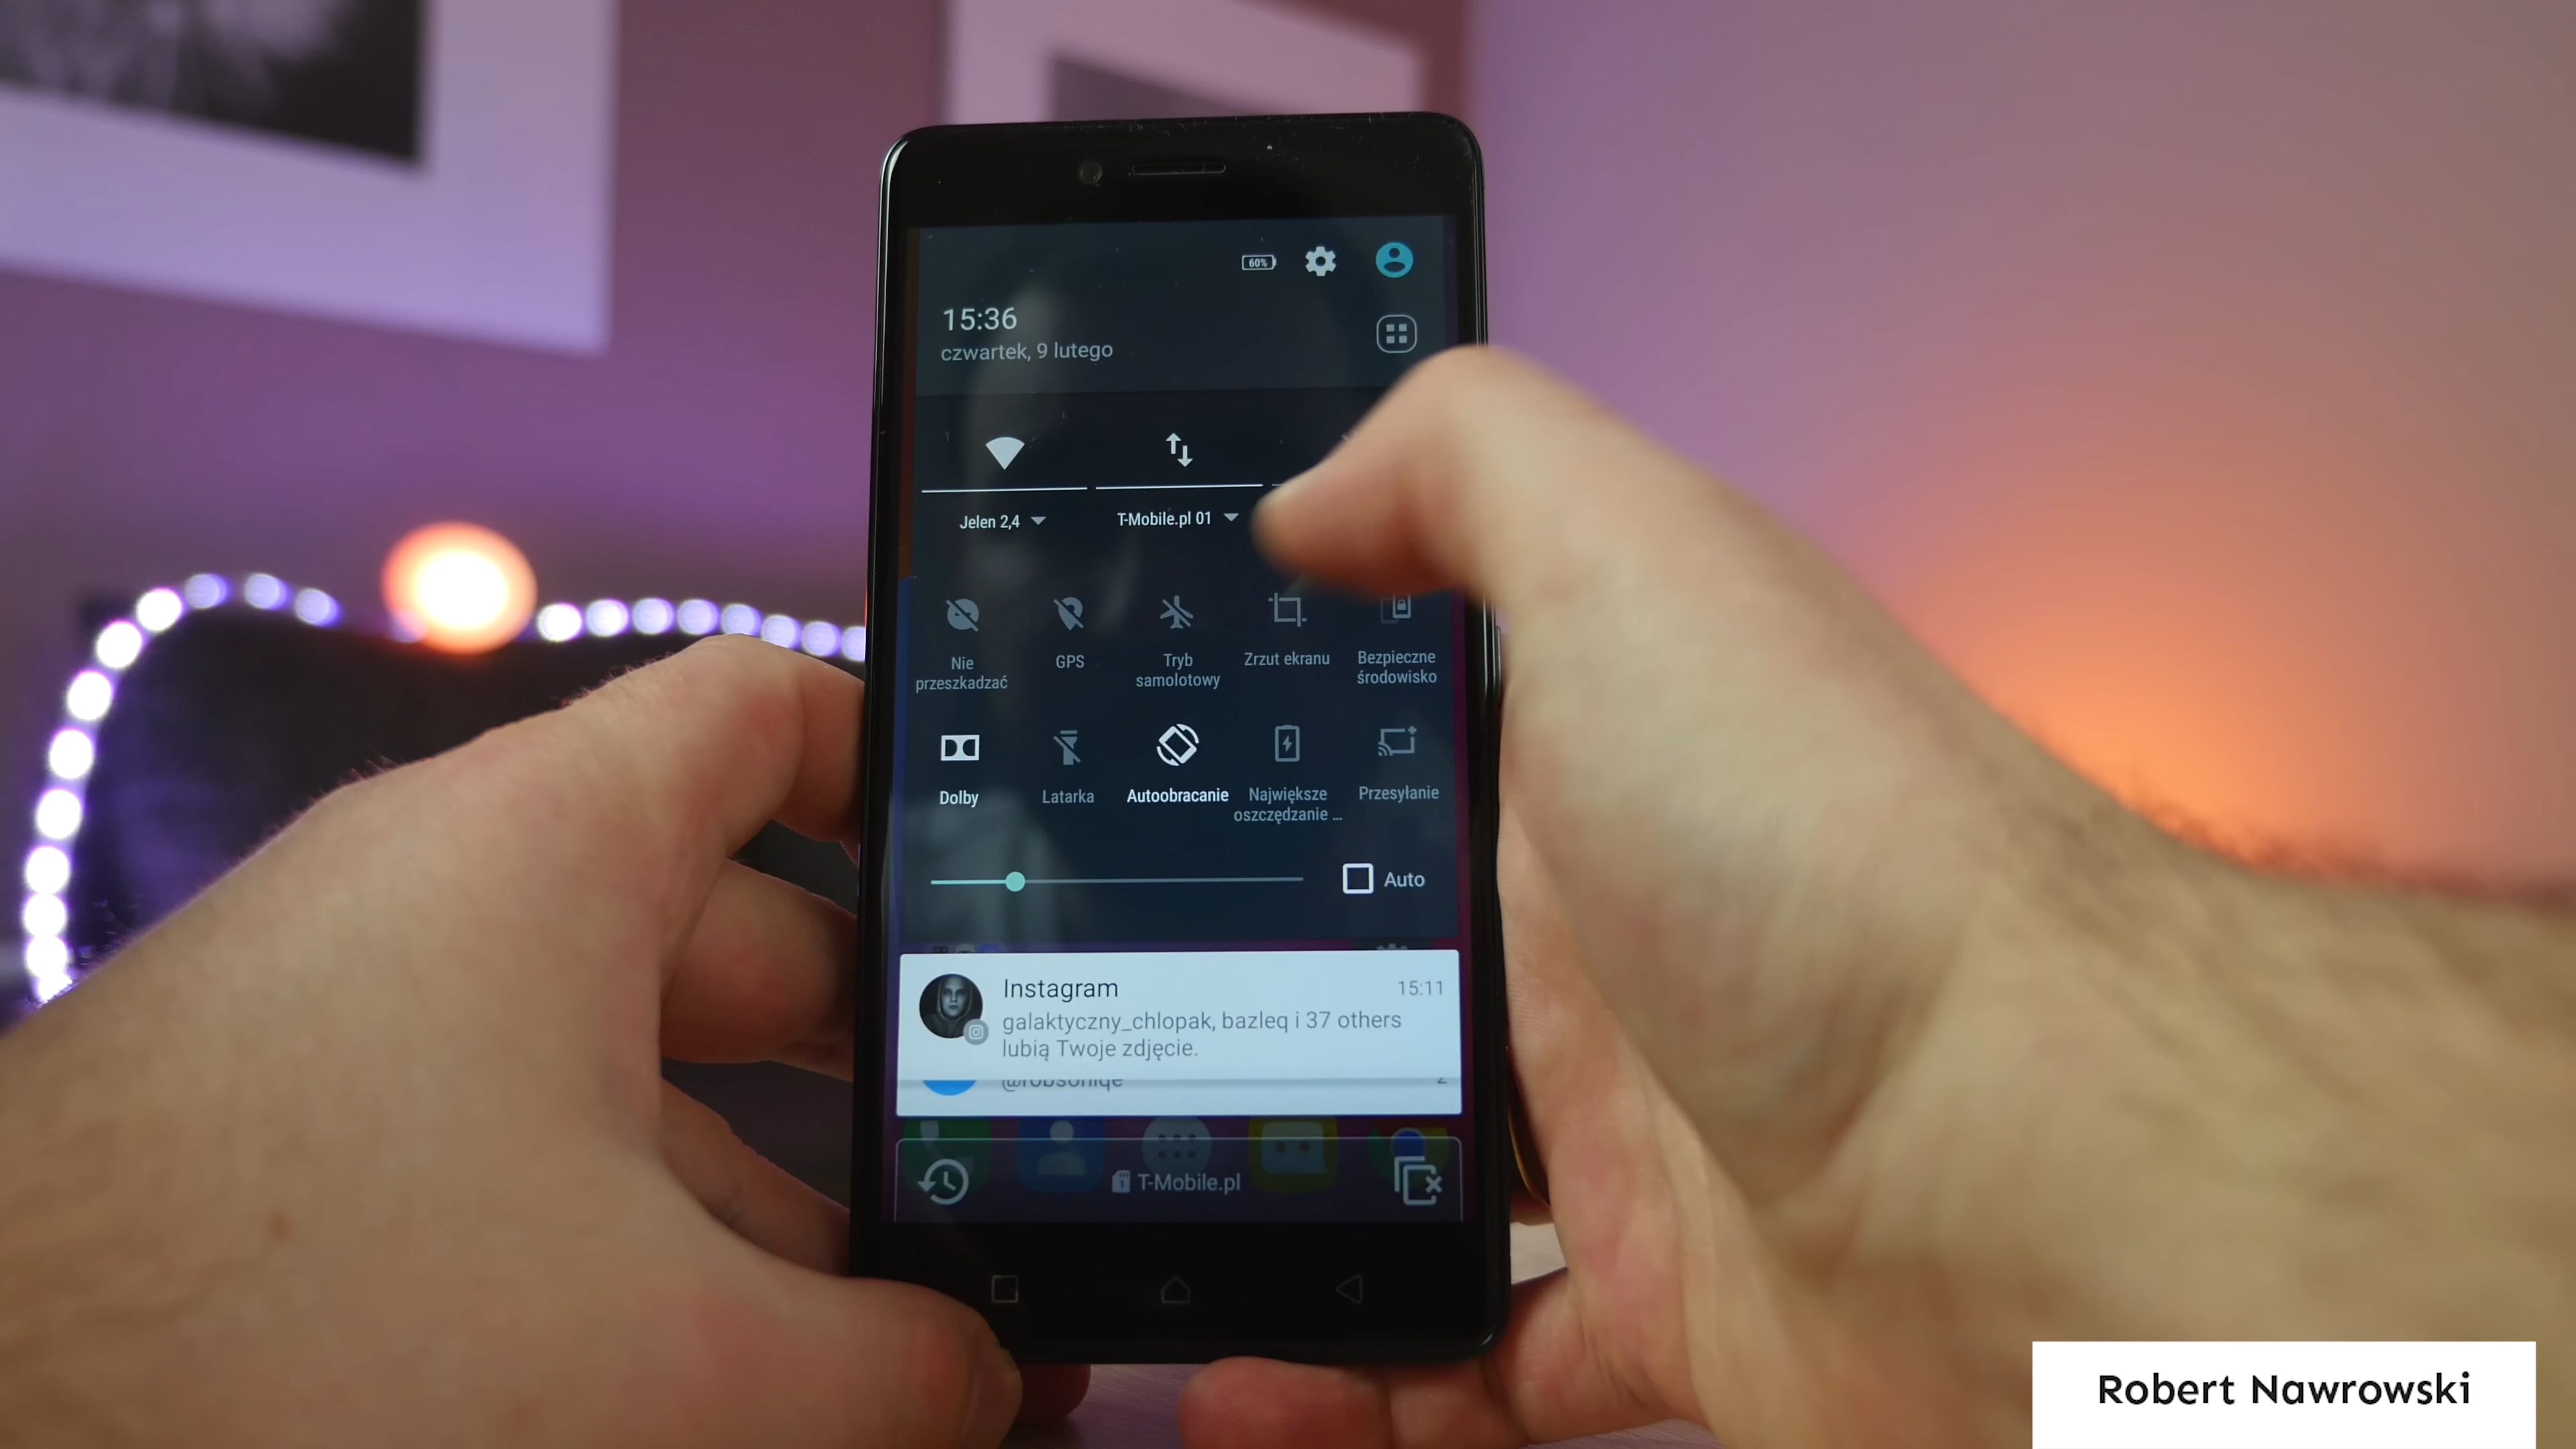 60%
15:36
czwartek, 9 lutego
Jelen 2,4
T-Mobile.pl 01
Nie przeszkadzać
GPS
Tryb samolotowy
Zrzut ekranu
Bezpieczne środowisko
Dolby
Latarka
Autoobracanie
Największe oszczędzanie ...
Przesyłanie
Auto
Instagram 15:11
galaktyczny_chlopak, bazleq i 37 others
lubią Twoje zdjęcie.
T-Mobile.pl
Robert Nawrowski